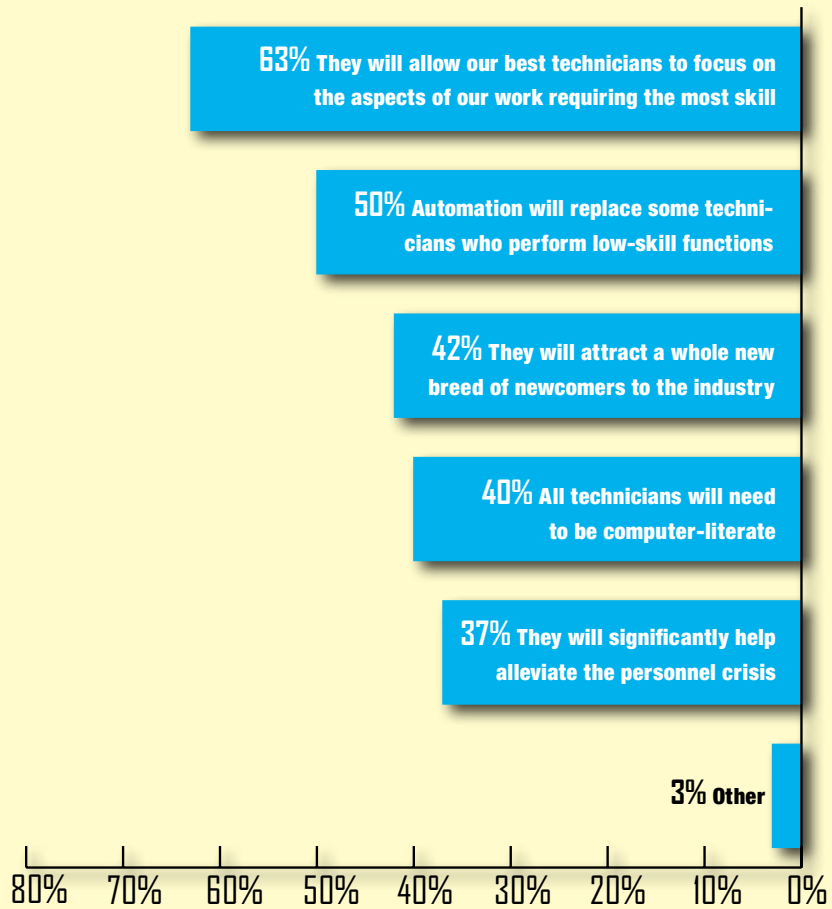 63% They will allow our best technicians to focus on
the aspects of our work requiring the most skill
50% Automation will replace some techni-
cians who perform low-skill functions
42% They will attract a whole new
breed of newcomers to the industry
40% All technicians will need
to be computer-literate
37% They will significantly help
alleviate the personnel crisis
3% Other
80% 70% 60% 50% 40% 30% 20% 10% 0%